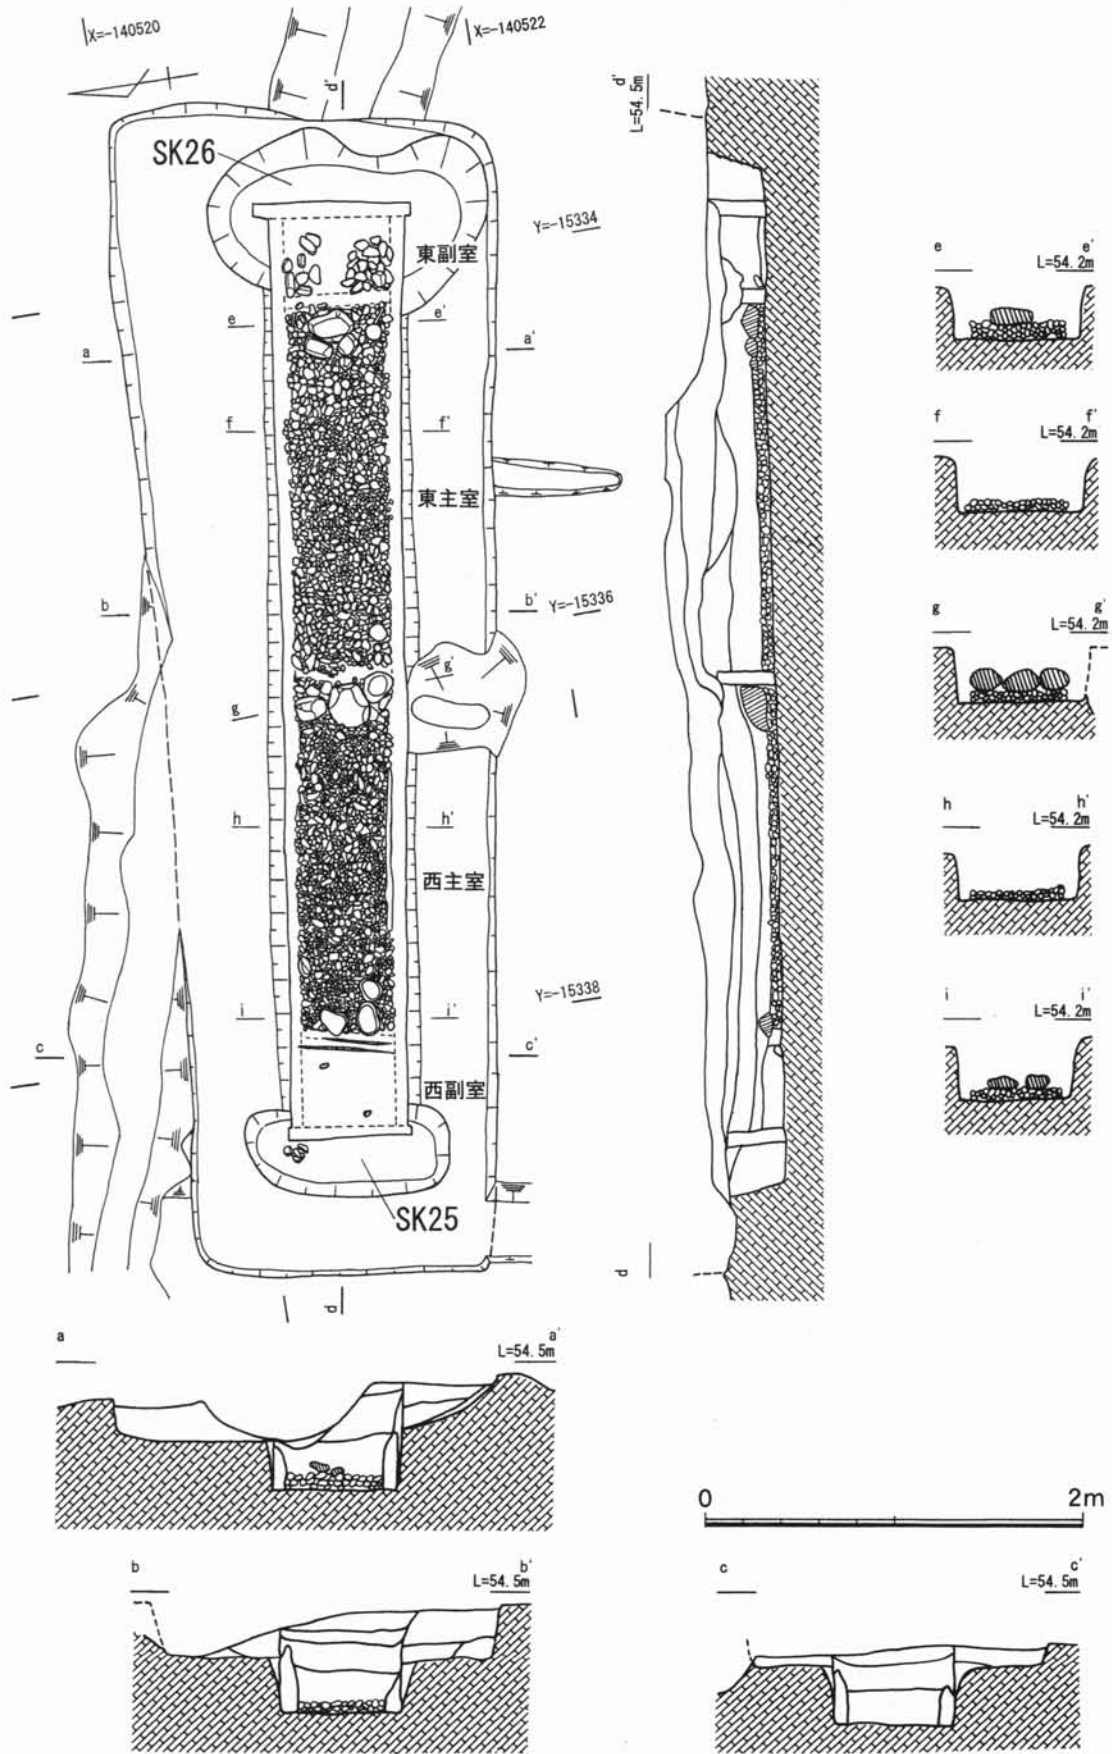 X=-140520
X=-140522
d'
d'
L=54.5m
SK26
Y=-15334
東副室
e
e'
a
a'
f
f'
東主室
b
b'
Y=-15336
g'
g
h
h'
西主室
Y=-15338
i
i'
c
c'
西副室
SK25
d
d
e
e'
L=54.2m
f
f'
L=54.2m
g
g'
L=54.2m
h
h'
L=54.2m
i
i'
L=54.2m
a
a'
L=54.5m
0
2m
b
b'
L=54.5m
c
c'
L=54.5m